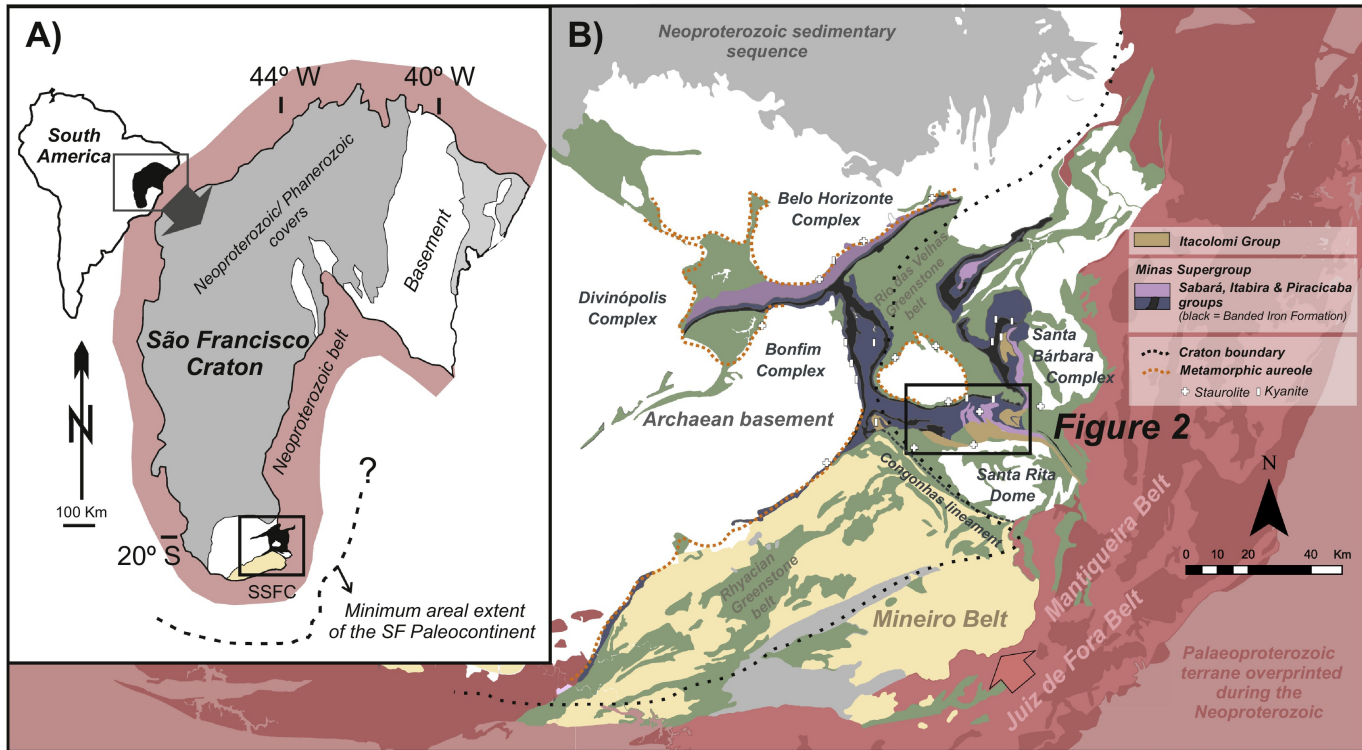 A)
44º W
40º W
South
America
Neoproterozoic/ Phanerozoic
covers
Basement
São Francisco
Craton
Neoproterozoic belt
N
100 Km
20º S
SSFC
?
Minimum areal extent
of the SF Paleocontinent
B)
Neoproterozoic sedimentary
sequence
Belo Horizonte
Complex
Rio das Velhas
Greenstone
belt
Divinópolis
Complex
Bonfim
Complex
Santa
Bárbara
Complex
Archaean basement
Figure 2
Santa Rita
Dome
Congonhas lineament
Rhyacian
Greenstone
belt
Mineiro Belt
Mantiqueira Belt
Juiz de Fora Belt
Palaeoproterozoic
terrane overprinted
during the
Neoproterozoic
Itacolomi Group
Minas Supergroup
Sabará, Itabira & Piracicaba
groups
(black = Banded Iron Formation)
Craton boundary
Metamorphic aureole
Staurolite Kyanite
N
0 10 20 30 40 Km